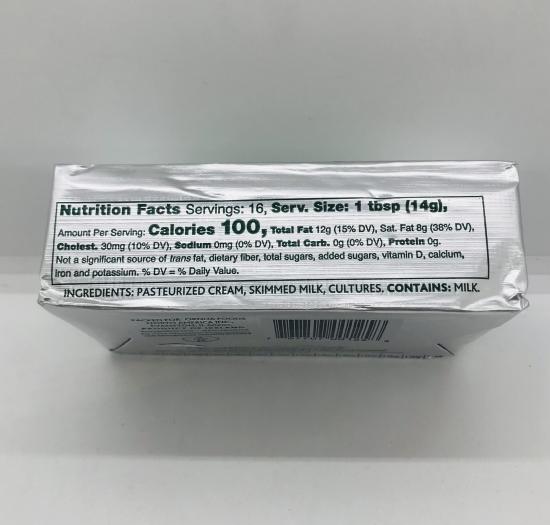 Nutrition Facts Servings: 16, Serv. Size: 1 tbsp (14g),
Amount Per Serving: Calories 100, Total Fat 12g (15% DV), Sat. Fat 8g (38% DV),
Cholest. 30mg (10% DV), Sodium 0mg (0% DV), Total Carb. 0g (0% DV), Protein 0g.
Not a significant source of trans fat, dietary fiber, total sugars, added sugars, vitamin D, calcium,
iron and potassium. % DV = % Daily Value.
INGREDIENTS: PASTEURIZED CREAM, SKIMMED MILK, CULTURES. CONTAINS: MILK.
PRODUCT OF IRELAND